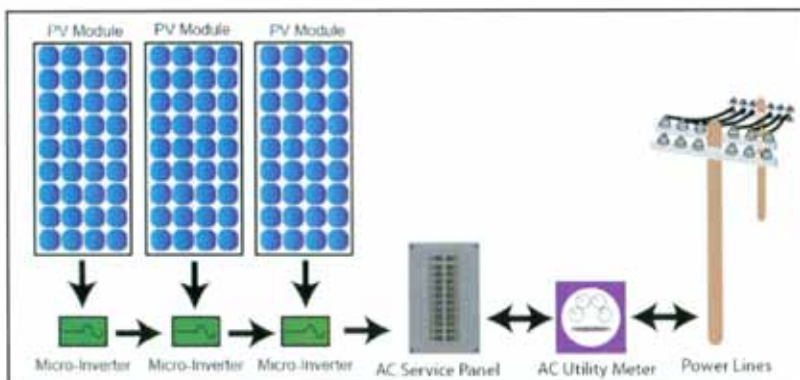 PV Module PV Module PV Module
Micro-Inverter Micro-Inverter Micro-Inverter AC Service Panel AC Utility Meter Power Lines